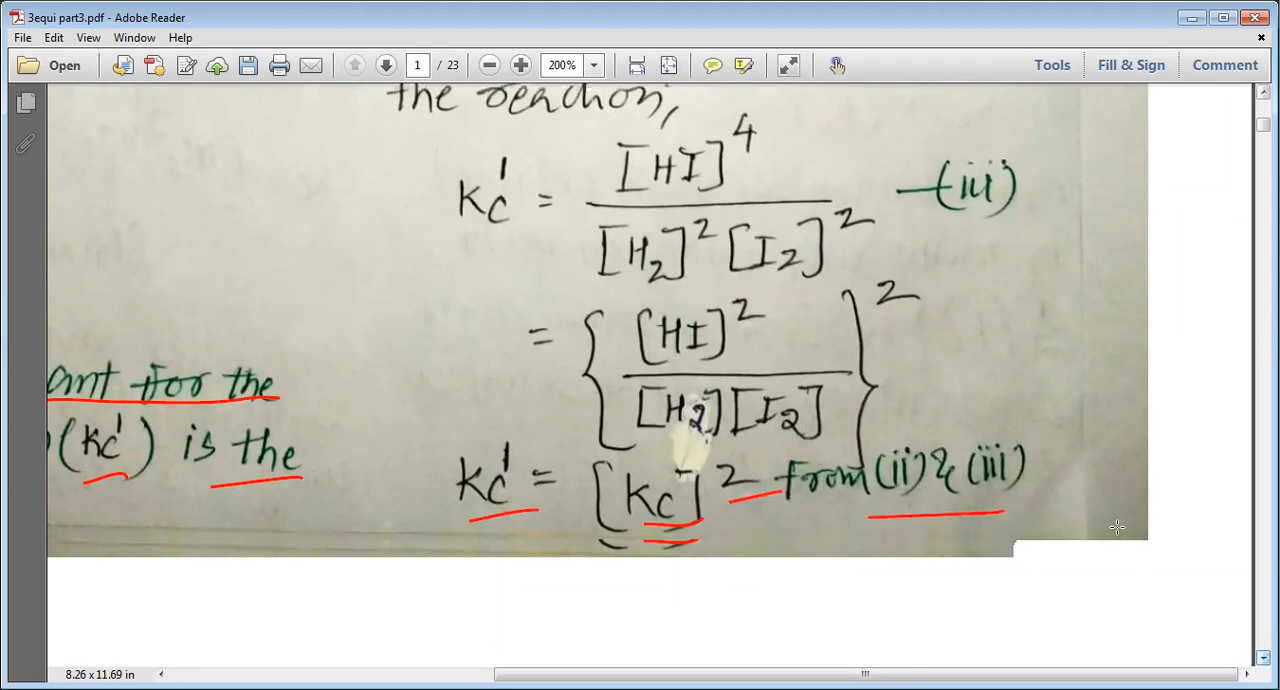 3equi part3.pdf - Adobe Reader
File Edit View Window Help
Open 1 / 23 200% Tools Fill & Sign Comment
the reaction,
Kc' = [HI]^4 / [H2]^2 [I2]^2 —(iii)
= { [HI]^2 / [H2][I2] }^2
ant for the
(Kc') is the
Kc' = [Kc]^2 from (ii) & (iii)
8.26 x 11.69 in